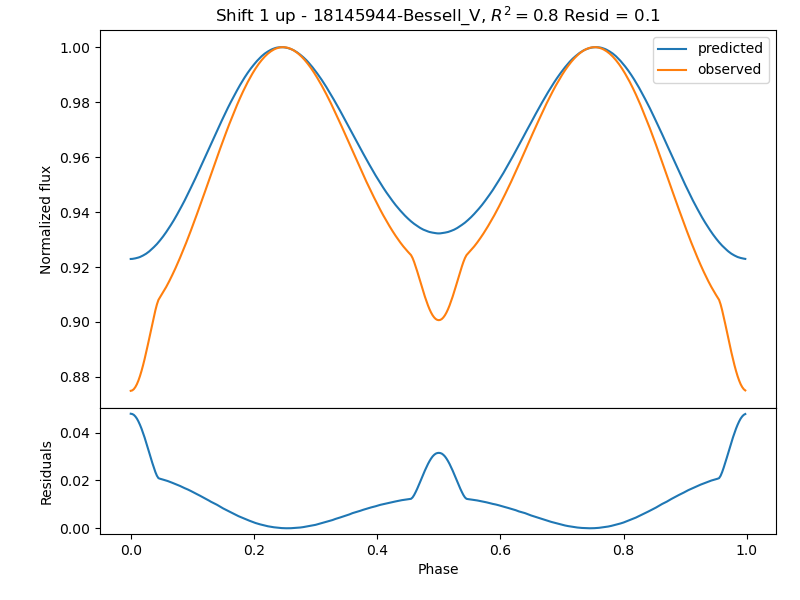 Shift 1 up - 18145944-Bessell_V, R² = 0.8 Resid = 0.1
predicted
observed
Normalized flux
1.00
0.98
0.96
0.94
0.92
0.90
0.88
Residuals
0.04
0.02
0.00
0.0 0.2 0.4 0.6 0.8 1.0
Phase